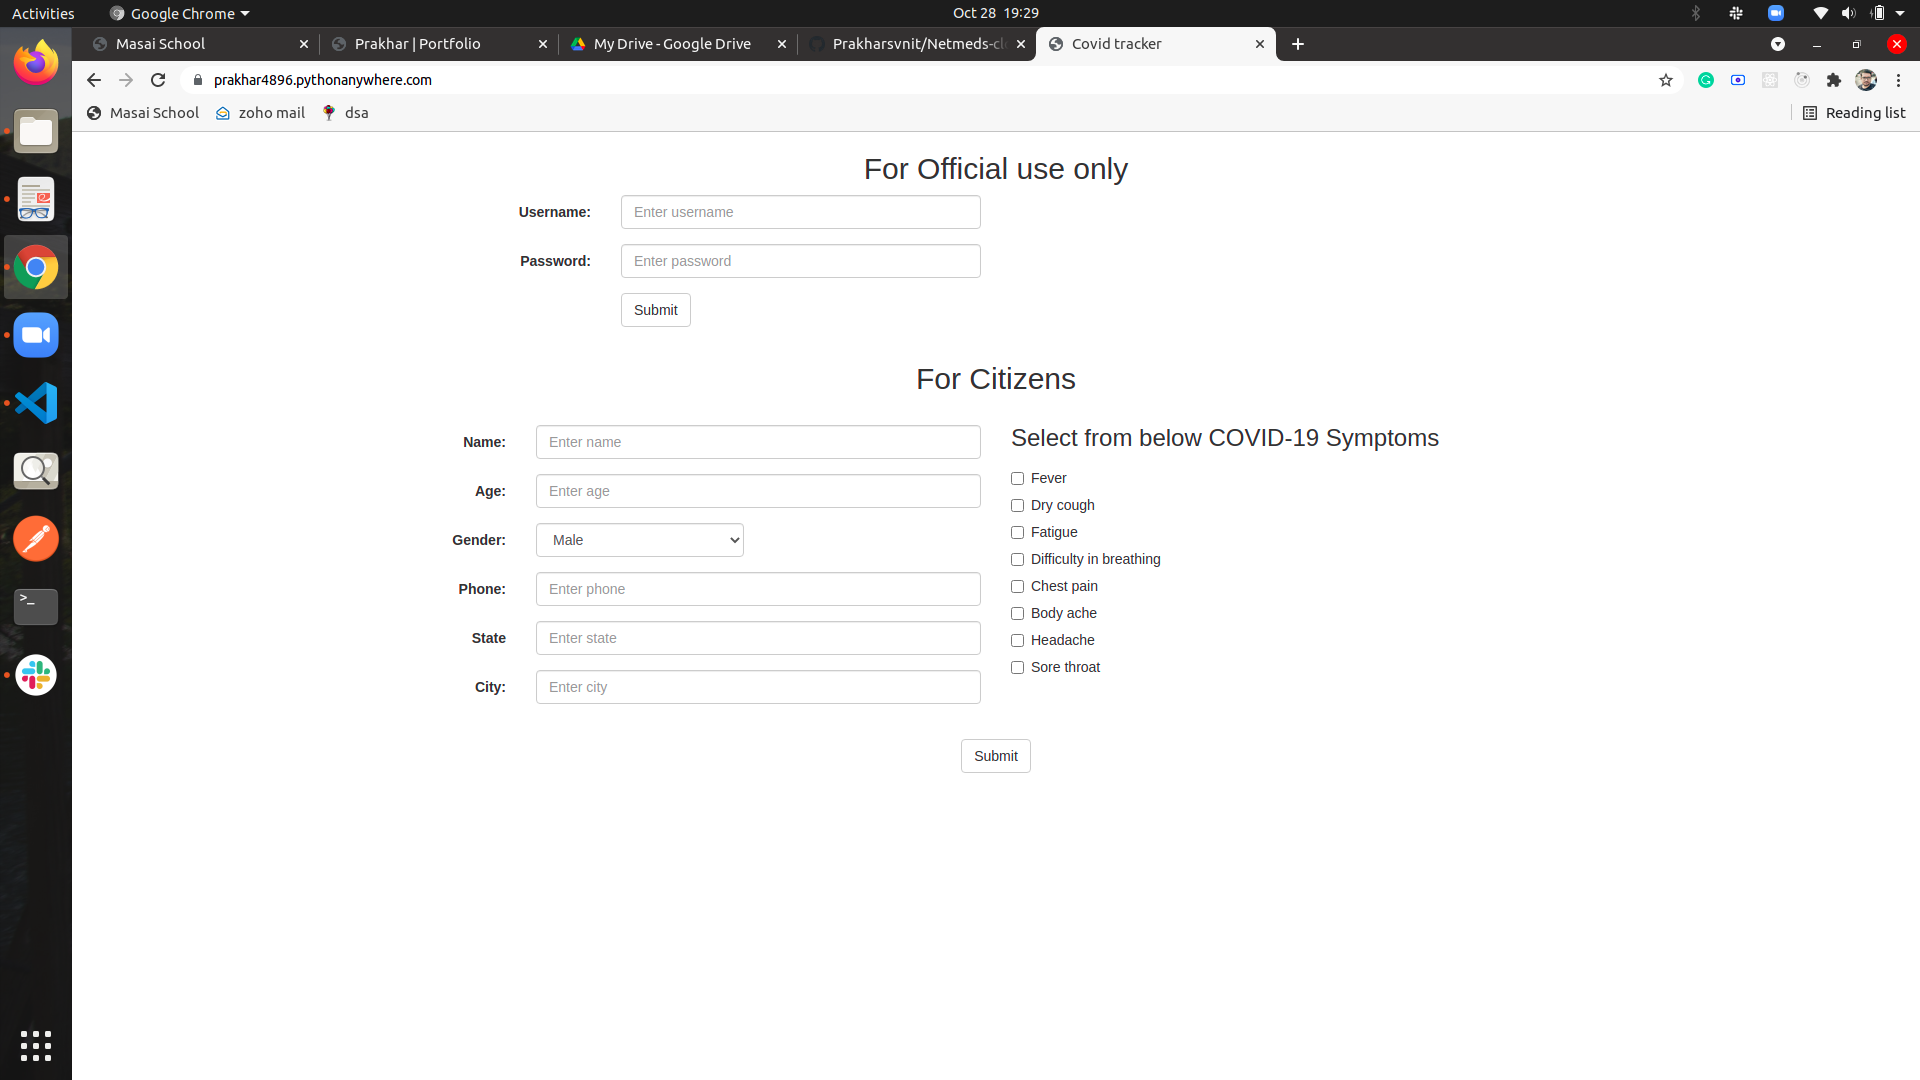 Activities
Google Chrome
Oct 28 19:29
Masai School
Prakhar | Portfolio
My Drive - Google Drive
Prakharsvnit/Netmeds-cl
Covid tracker
prakhar4896.pythonanywhere.com
Masai School
zoho mail
dsa
Reading list
For Official use only
Username:
Enter username
Password:
Enter password
Submit
For Citizens
Name:
Enter name
Age:
Enter age
Gender:
Male
Phone:
Enter phone
State
Enter state
City:
Enter city
Select from below COVID-19 Symptoms
Fever
Dry cough
Fatigue
Difficulty in breathing
Chest pain
Body ache
Headache
Sore throat
Submit